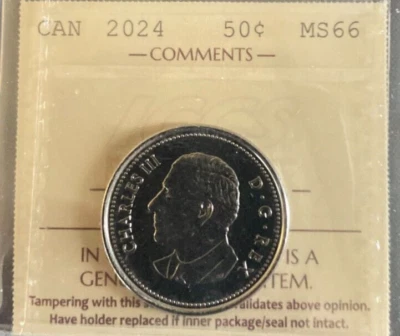 CAN 2024 50¢ MS66
COMMENTS
CHARLES III D·G·REX
IN IS A
GEN TEM.
Tampering with this alidates above opinion.
Have holder replaced if inner package/seal not intact.